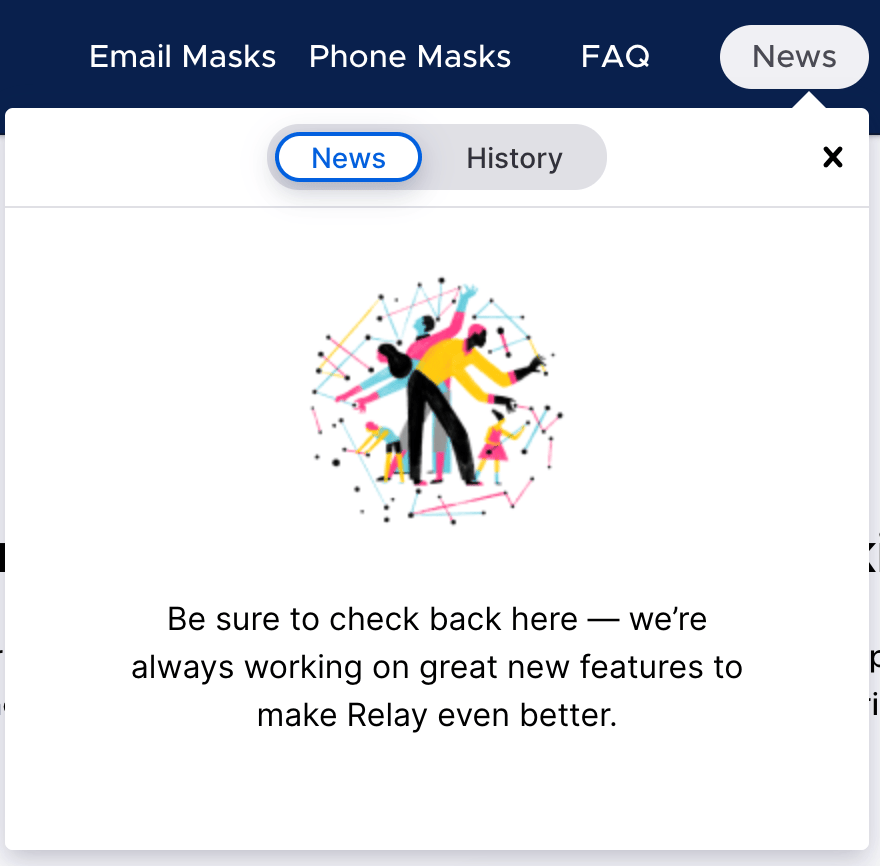 Email Masks Phone Masks FAQ News
News History
Be sure to check back here — we’re
always working on great new features to
make Relay even better.